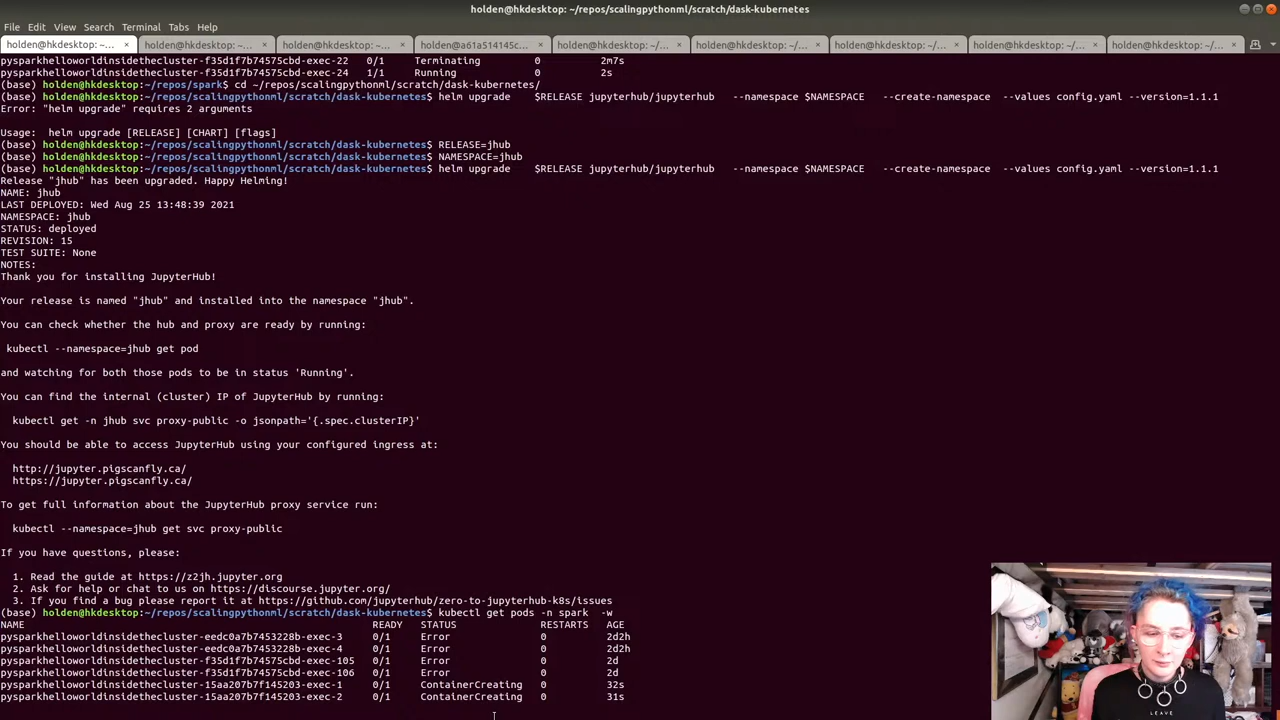 holden@hkdesktop: ~/repos/scalingpythonml/scratch/dask-kubernetes
File Edit View Search Terminal Tabs Help
holden@hkdesktop: ~... × holden@hkdesktop: ~... × holden@hkdesktop: ~... × holden@a61a514145c... × holden@hkdesktop: ~/... × holden@hkdesktop: ~/... × holden@hkdesktop: ~/... × holden@hkdesktop: ~/... × holden@hkdesktop: ~/... ×
pysparkhelloworldinsidethecluster-f35d1f7b74575cbd-exec-22 0/1 Terminating 0 2m7s
pysparkhelloworldinsidethecluster-f35d1f7b74575cbd-exec-24 1/1 Running 0 2s
(base) holden@hkdesktop:~/repos/spark$ cd ~/repos/scalingpythonml/scratch/dask-kubernetes/
(base) holden@hkdesktop:~/repos/scalingpythonml/scratch/dask-kubernetes$ helm upgrade $RELEASE jupyterhub/jupyterhub --namespace $NAMESPACE --create-namespace --values config.yaml --version=1.1.1
Error: "helm upgrade" requires 2 arguments
Usage: helm upgrade [RELEASE] [CHART] [flags]
(base) holden@hkdesktop:~/repos/scalingpythonml/scratch/dask-kubernetes$ RELEASE=jhub
(base) holden@hkdesktop:~/repos/scalingpythonml/scratch/dask-kubernetes$ NAMESPACE=jhub
(base) holden@hkdesktop:~/repos/scalingpythonml/scratch/dask-kubernetes$ helm upgrade $RELEASE jupyterhub/jupyterhub --namespace $NAMESPACE --create-namespace --values config.yaml --version=1.1.1
Release "jhub" has been upgraded. Happy Helming!
NAME: jhub
LAST DEPLOYED: Wed Aug 25 13:48:39 2021
NAMESPACE: jhub
STATUS: deployed
REVISION: 15
TEST SUITE: None
NOTES:
Thank you for installing JupyterHub!
Your release is named "jhub" and installed into the namespace "jhub".
You can check whether the hub and proxy are ready by running:
kubectl --namespace=jhub get pod
and watching for both those pods to be in status 'Running'.
You can find the internal (cluster) IP of JupyterHub by running:
kubectl get -n jhub svc proxy-public -o jsonpath='{.spec.clusterIP}'
You should be able to access JupyterHub using your configured ingress at:
http://jupyter.pigscanfly.ca/
https://jupyter.pigscanfly.ca/
To get full information about the JupyterHub proxy service run:
kubectl --namespace=jhub get svc proxy-public
If you have questions, please:
1. Read the guide at https://z2jh.jupyter.org
2. Ask for help or chat to us on https://discourse.jupyter.org/
3. If you find a bug please report it at https://github.com/jupyterhub/zero-to-jupyterhub-k8s/issues
(base) holden@hkdesktop:~/repos/scalingpythonml/scratch/dask-kubernetes$ kubectl get pods -n spark -w
NAME READY STATUS RESTARTS AGE
pysparkhelloworldinsidethecluster-eedc0a7b7453228b-exec-3 0/1 Error 0 2d2h
pysparkhelloworldinsidethecluster-eedc0a7b7453228b-exec-4 0/1 Error 0 2d2h
pysparkhelloworldinsidethecluster-f35d1f7b74575cbd-exec-105 0/1 Error 0 2d
pysparkhelloworldinsidethecluster-f35d1f7b74575cbd-exec-106 0/1 Error 0 2d
pysparkhelloworldinsidethecluster-15aa207b7f145203-exec-1 0/1 ContainerCreating 0 32s
pysparkhelloworldinsidethecluster-15aa207b7f145203-exec-2 0/1 ContainerCreating 0 31s
LEAVE